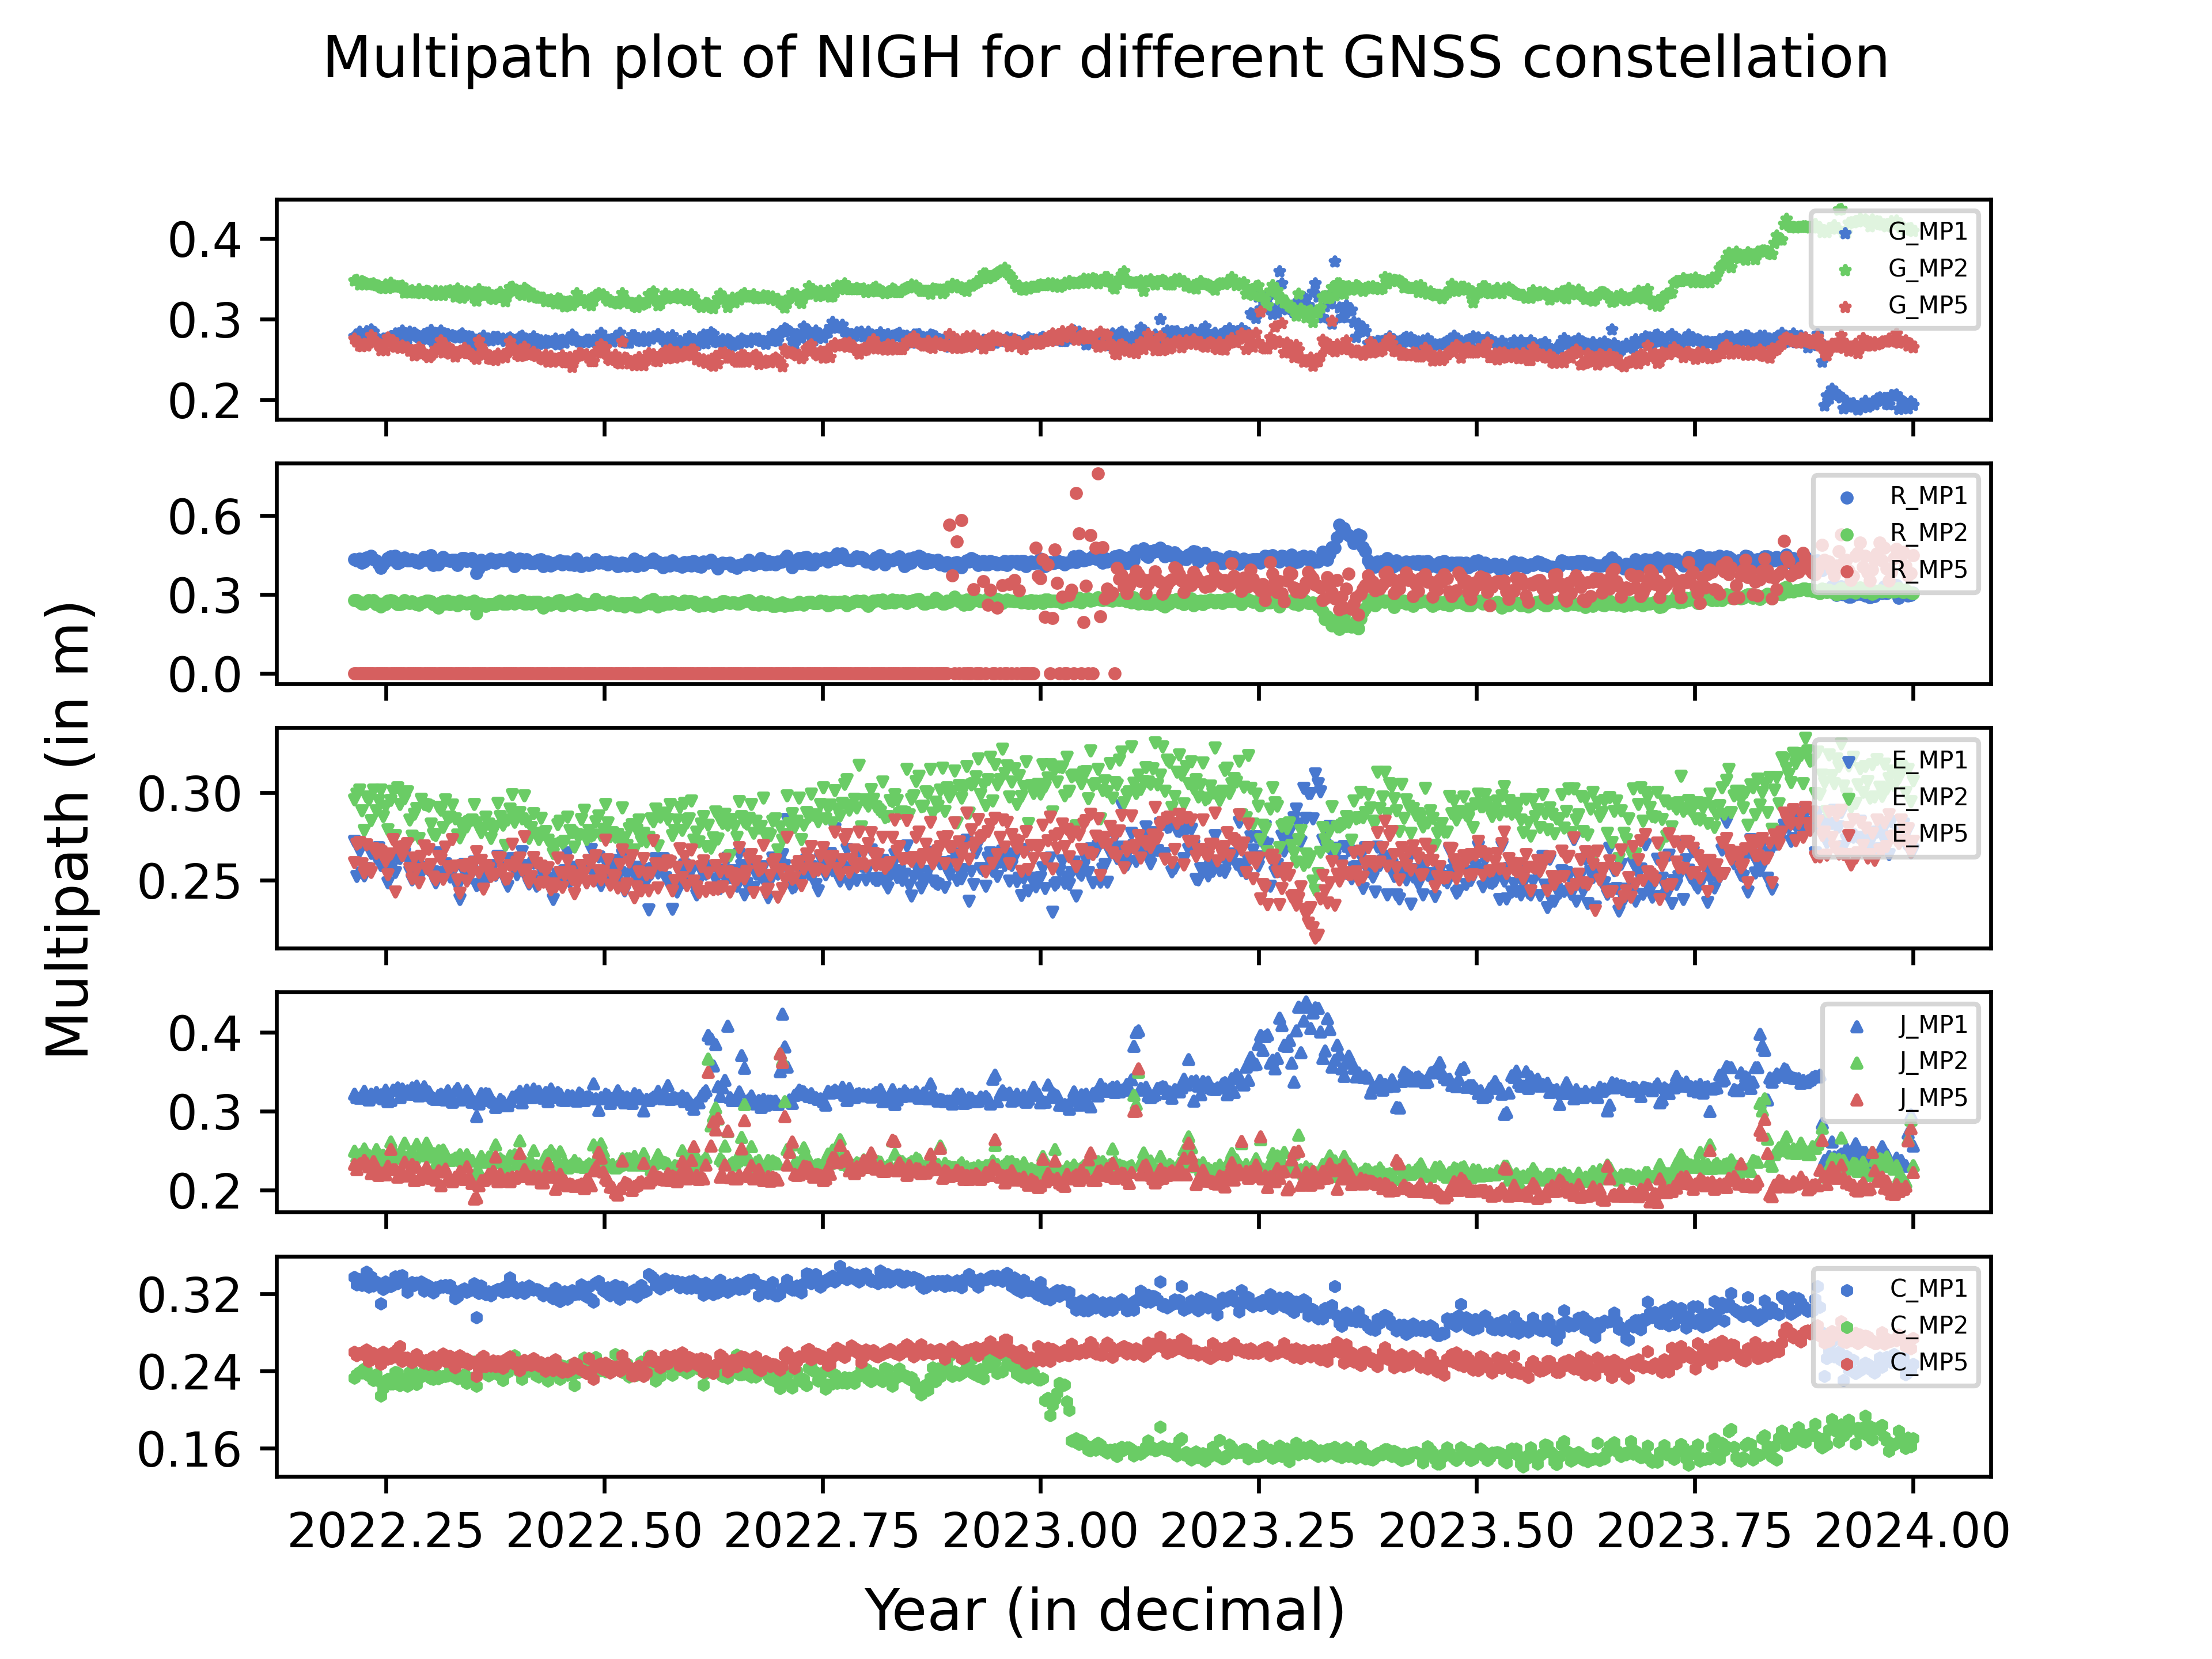 Multipath plot of NIGH for different GNSS constellation
0.4
0.3
0.2
G_MP1
G_MP2
G_MP5
0.6
0.3
0.0
R_MP1
R_MP2
R_MP5
0.30
0.25
E_MP1
E_MP2
E_MP5
0.4
0.3
0.2
J_MP1
J_MP2
J_MP5
0.32
0.24
0.16
C_MP1
C_MP2
C_MP5
2022.25 2022.50 2022.75 2023.00 2023.25 2023.50 2023.75 2024.00
Year (in decimal)
Multipath (in m)